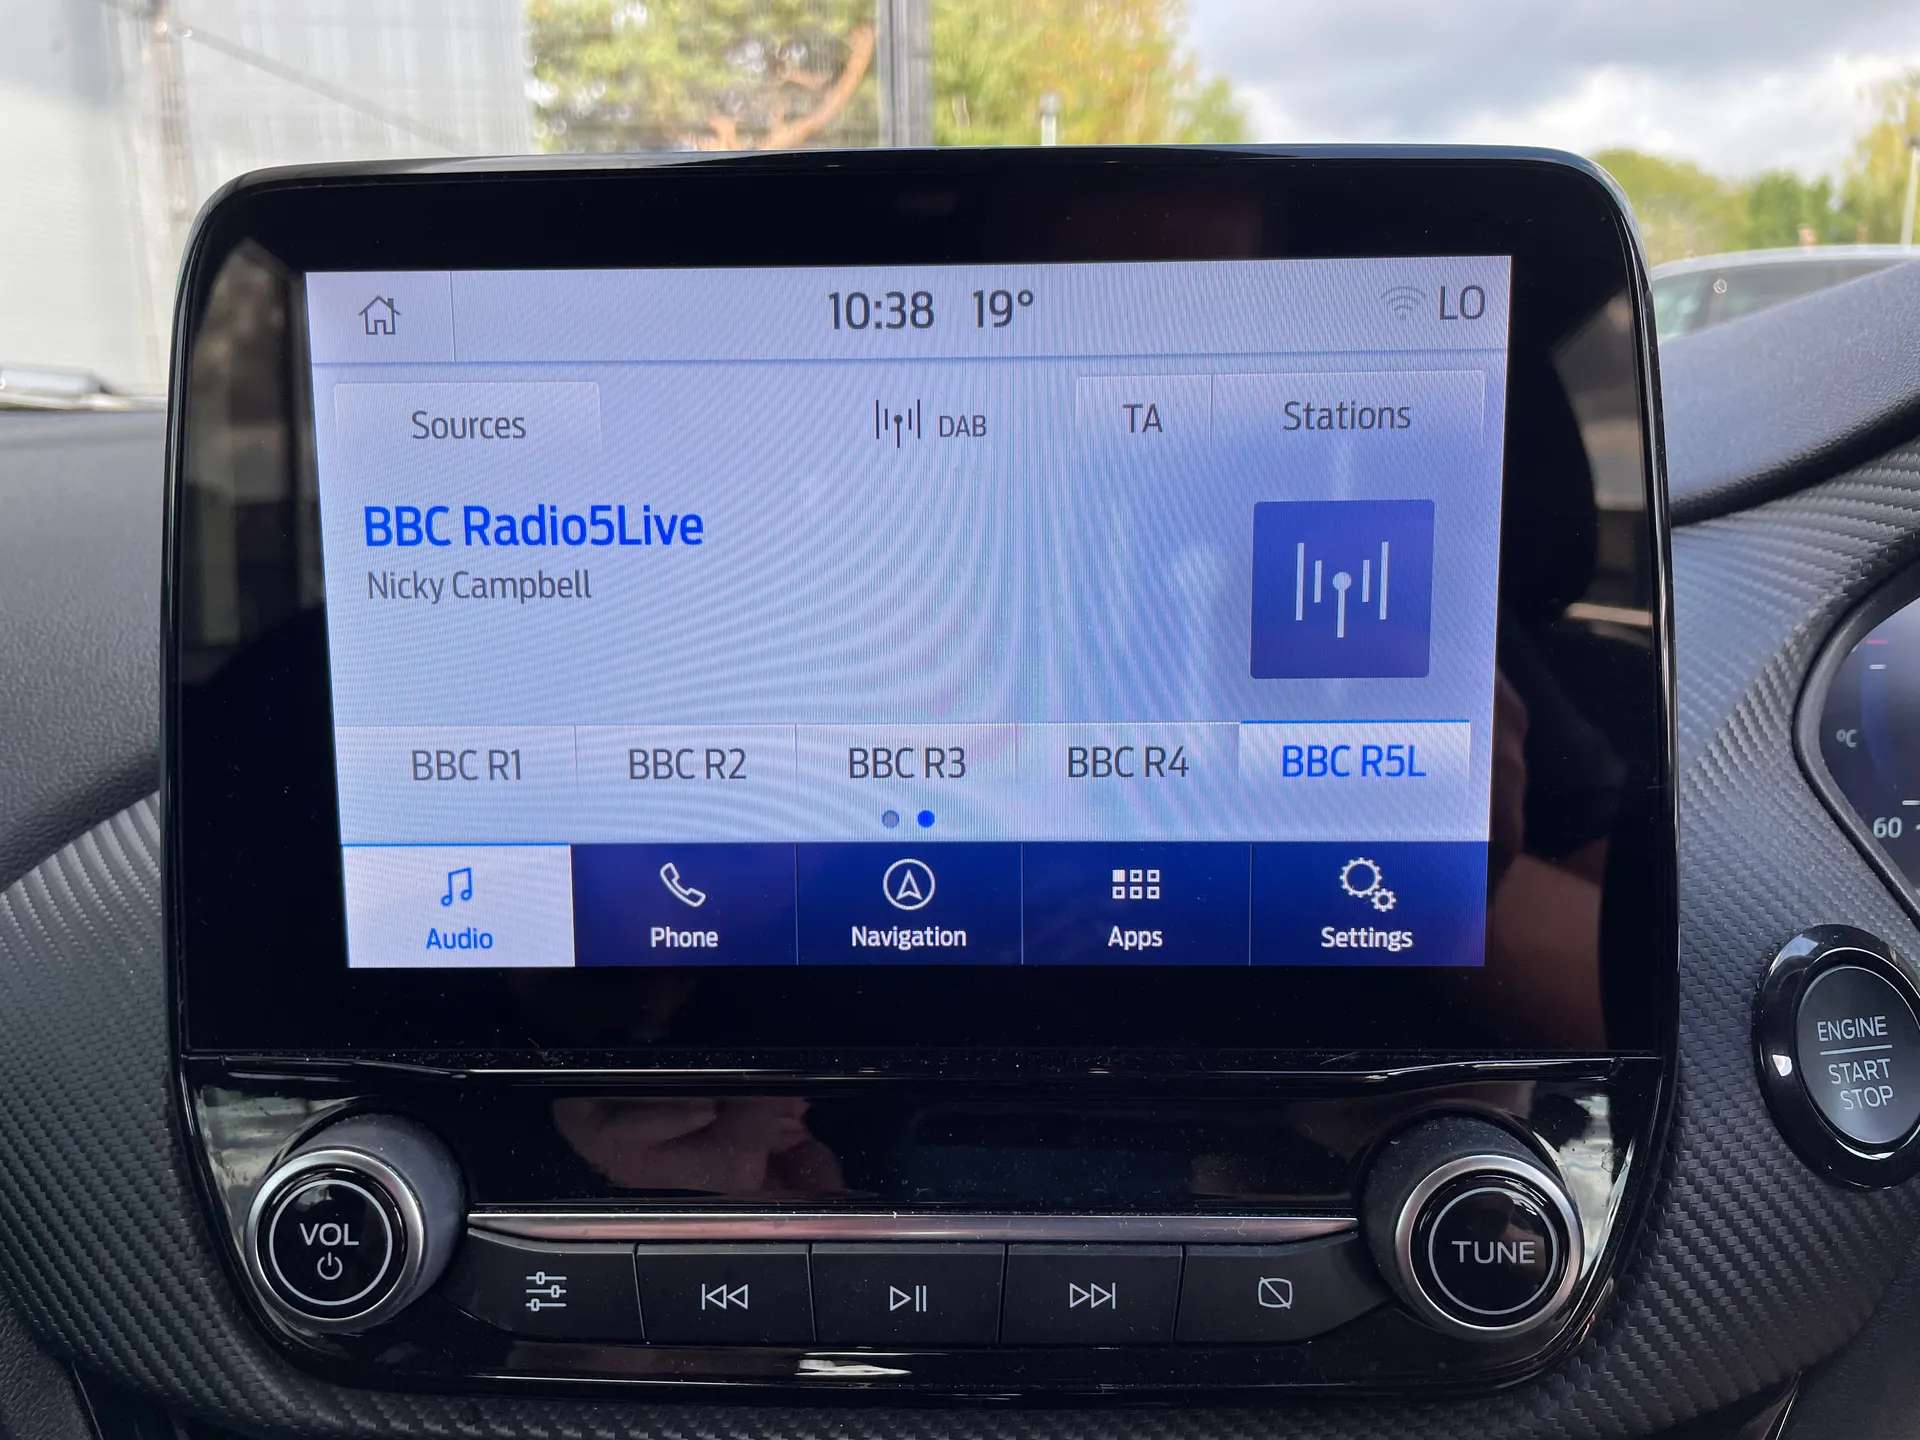 10:38 19° LO
Sources DAB TA Stations
BBC Radio5Live
Nicky Campbell
BBC R1 BBC R2 BBC R3 BBC R4 BBC R5L
Audio Phone Navigation Apps Settings
°C
60
ENGINE
START
STOP
VOL
TUNE